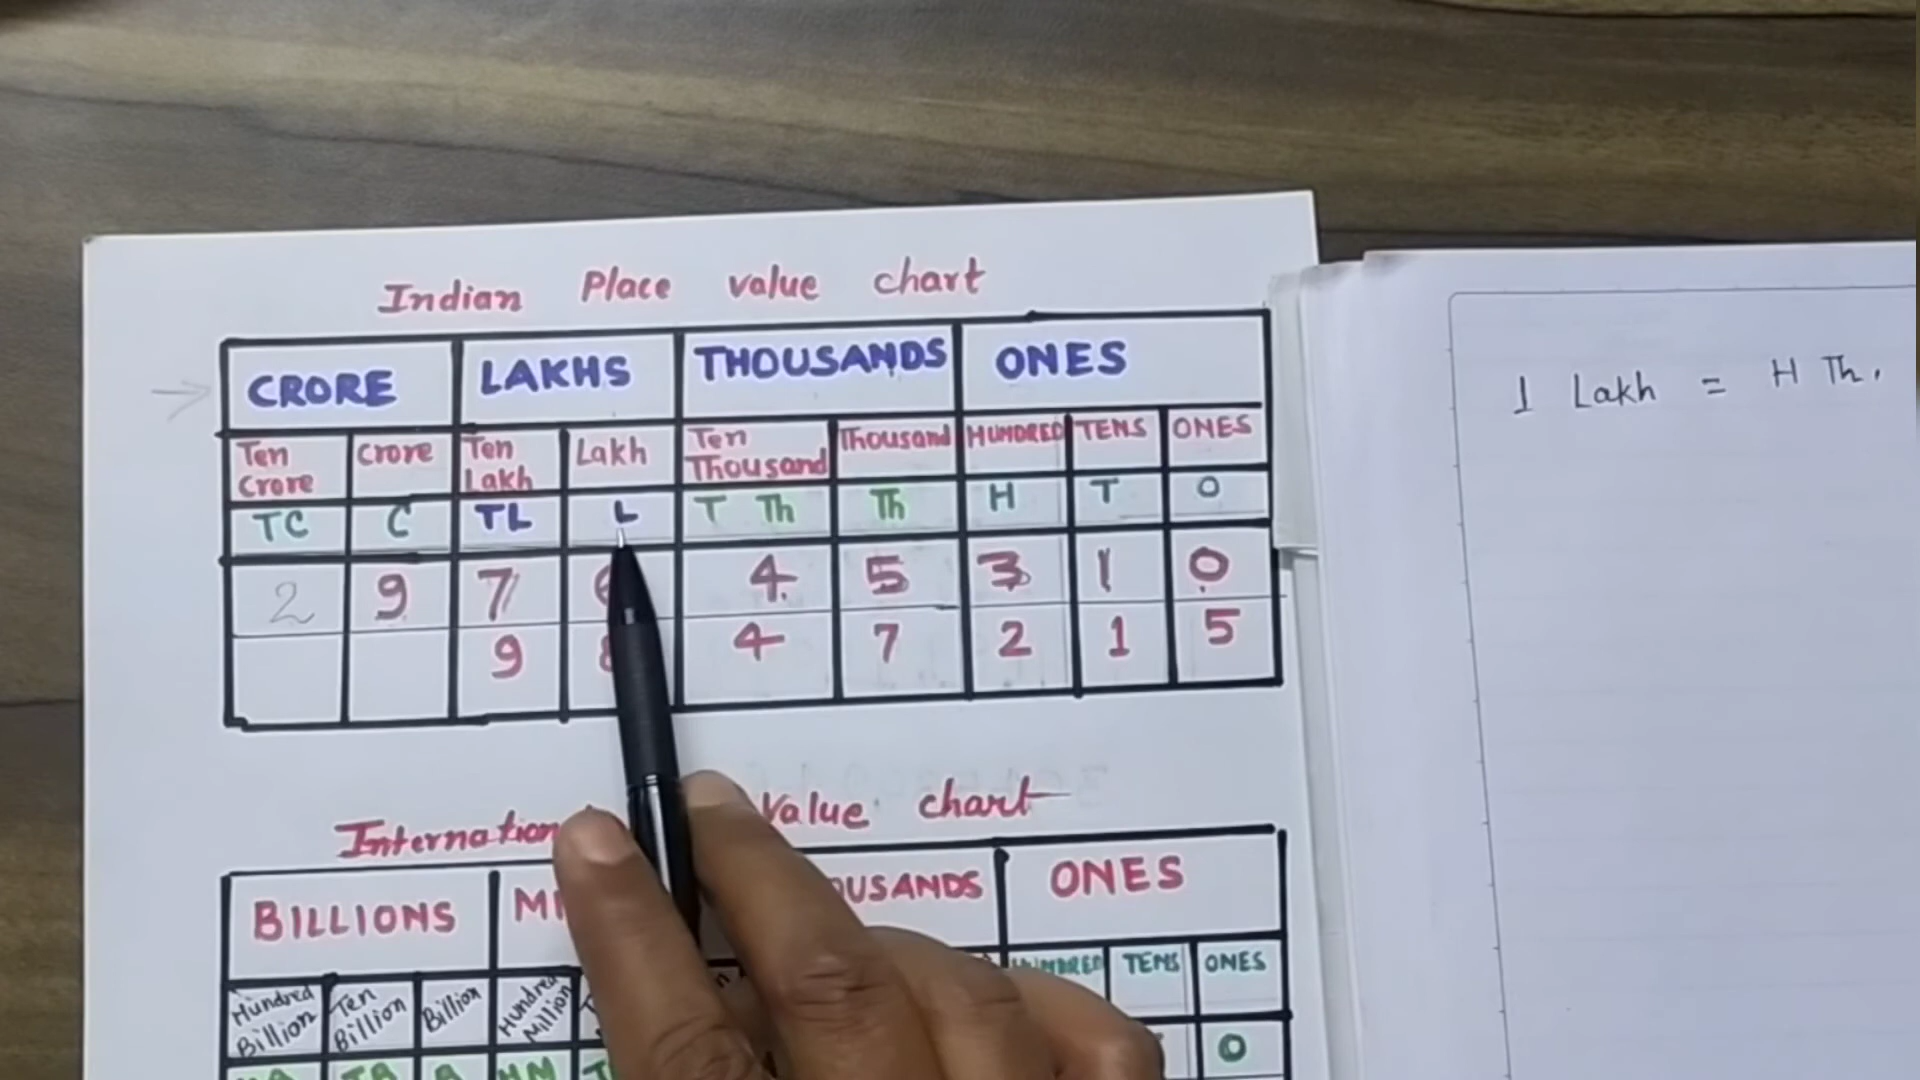 Indian Place value chart
CRORE LAKHS THOUSANDS ONES
Ten Crore Crore Ten Lakh Lakh Ten Thousand Thousand HUNDRED TENS ONES
TC C TL L T Th Th H T O
2 9 7 4 5 3 1 0
9 4 7 2 1 5
1 Lakh = H Th.
Value chart
BILLIONS ONES
Hundred Billion Ten Billion Billion Hundred Million TENS ONES
O